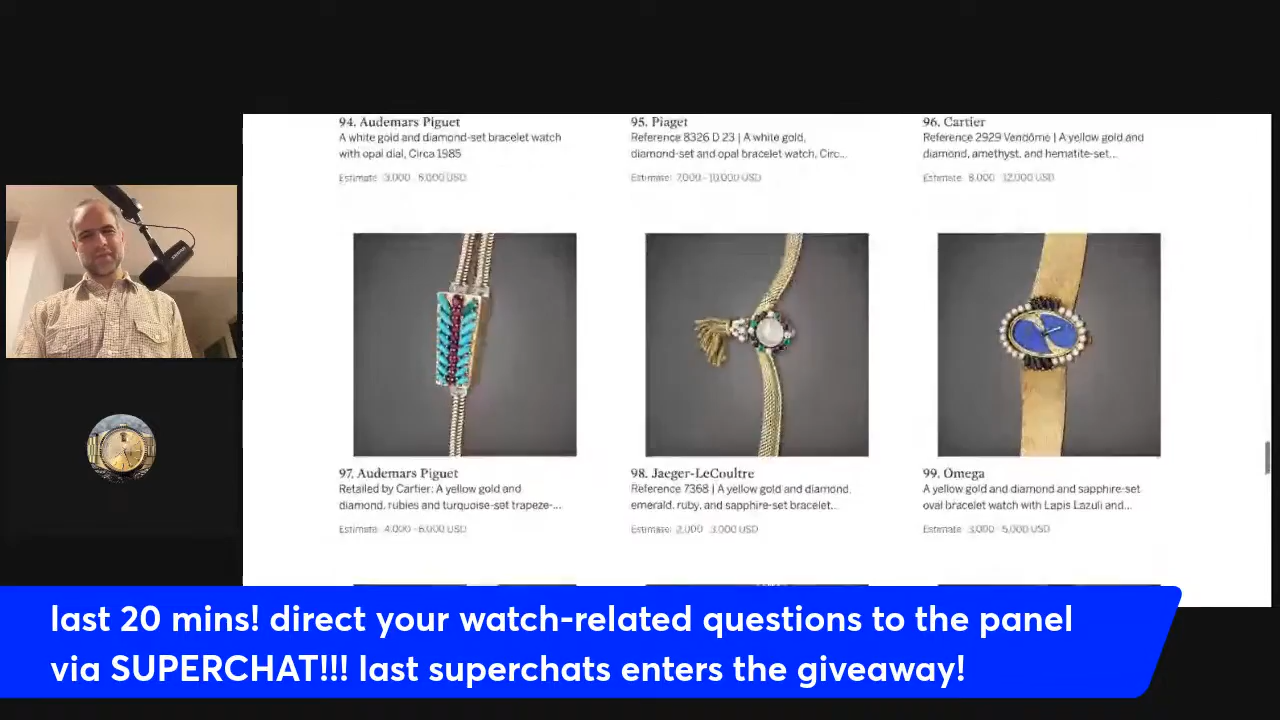 94. Audemars Piguet
A white gold and diamond-set bracelet watch
with opal dial, Circa 1985
Estimate: 3,000 - 5,000 USD
95. Piaget
Reference 8326 D 23 | A white gold,
diamond-set and opal bracelet watch, Circ...
Estimate: 7,000 - 10,000 USD
96. Cartier
Reference 2929 Vendôme | A yellow gold and
diamond, amethyst, and hematite-set...
Estimate: 8,000 - 12,000 USD
97. Audemars Piguet
Retailed by Cartier: A yellow gold and
diamond, rubies and turquoise-set trapeze-...
Estimate: 4,000 - 6,000 USD
98. Jaeger-LeCoultre
Reference 7368 | A yellow gold and diamond,
emerald, ruby, and sapphire-set bracelet...
Estimate: 2,000 - 3,000 USD
99. Omega
A yellow gold and diamond and sapphire-set
oval bracelet watch with Lapis Lazuli and...
Estimate: 3,000 - 5,000 USD
last 20 mins! direct your watch-related questions to the panel
via SUPERCHAT!!! last superchats enters the giveaway!